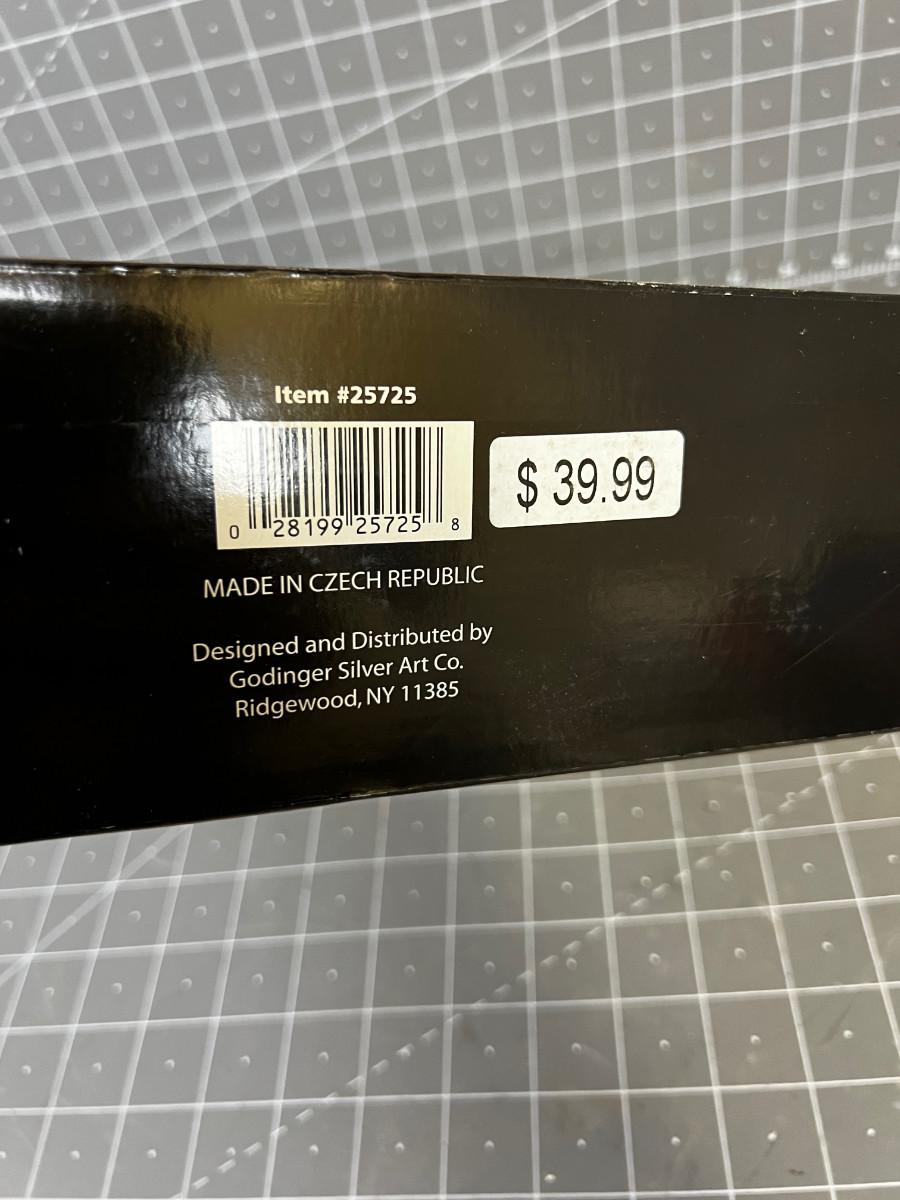 Item #25725
0 28199 25725 8
$ 39.99
MADE IN CZECH REPUBLIC
Designed and Distributed by
Godinger Silver Art Co.
Ridgewood, NY 11385